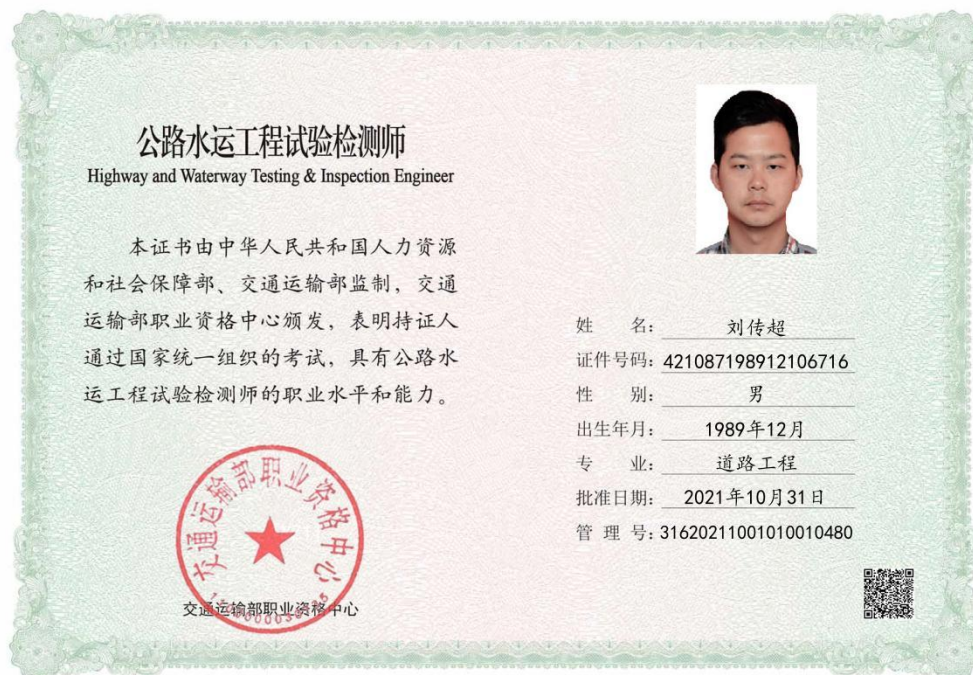 公路水运工程试验检测师
Highway and Waterway Testing & Inspection Engineer
本证书由中华人民共和国人力资源
和社会保障部、交通运输部监制，交通
运输部职业资格中心颁发，表明持证人
通过国家统一组织的考试，具有公路水
运工程试验检测师的职业水平和能力。
姓 名：刘传超
证件号码：421087198912106716
性 别：男
出生年月：1989年12月
专 业：道路工程
批准日期：2021年10月31日
管 理 号：31620211001010010480
交通运输部职业资格中心
交通运输部职业资格中心